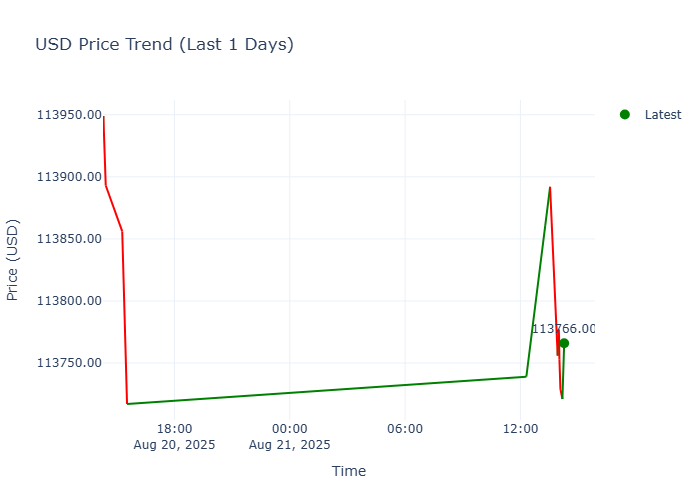 USD Price Trend (Last 1 Days)
113950.00
113900.00
113850.00
113800.00
113750.00
Price (USD)
113766.00
Latest
18:00
Aug 20, 2025
00:00
Aug 21, 2025
06:00
12:00
Time